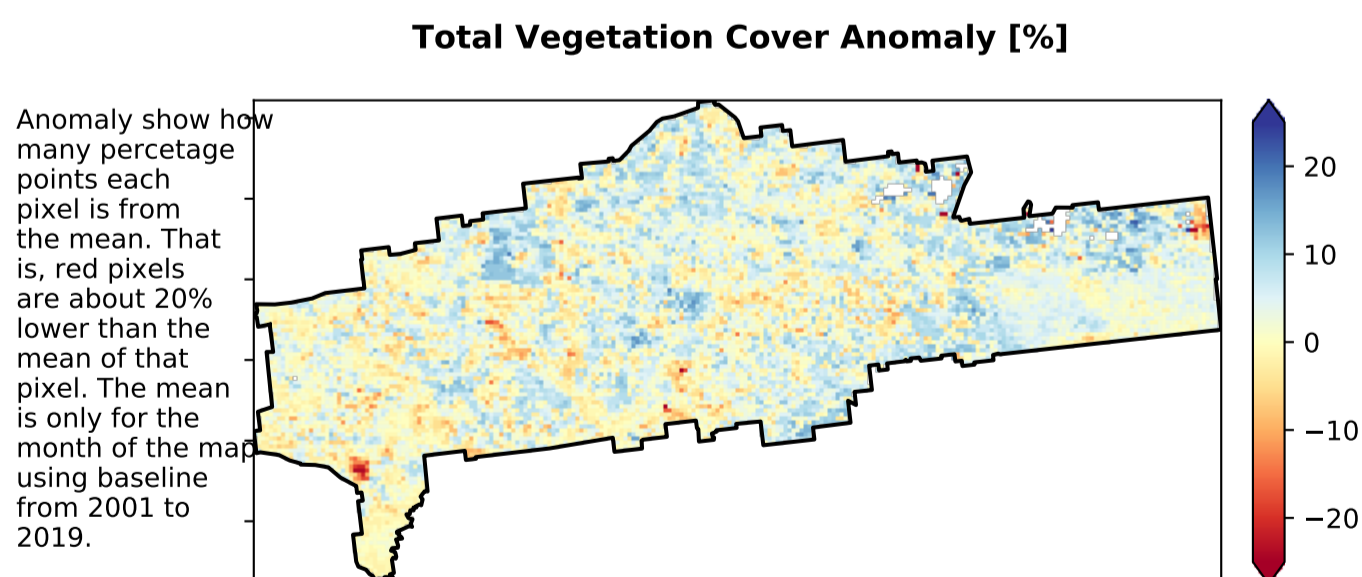 Total Vegetation Cover Anomaly [%]
Anomaly show how
many percetage
points each
pixel is from
the mean. That
is, red pixels
are about 20%
lower than the
mean of that
pixel. The mean
is only for the
month of the map
using baseline
from 2001 to
2019.
20
10
0
−10
−20